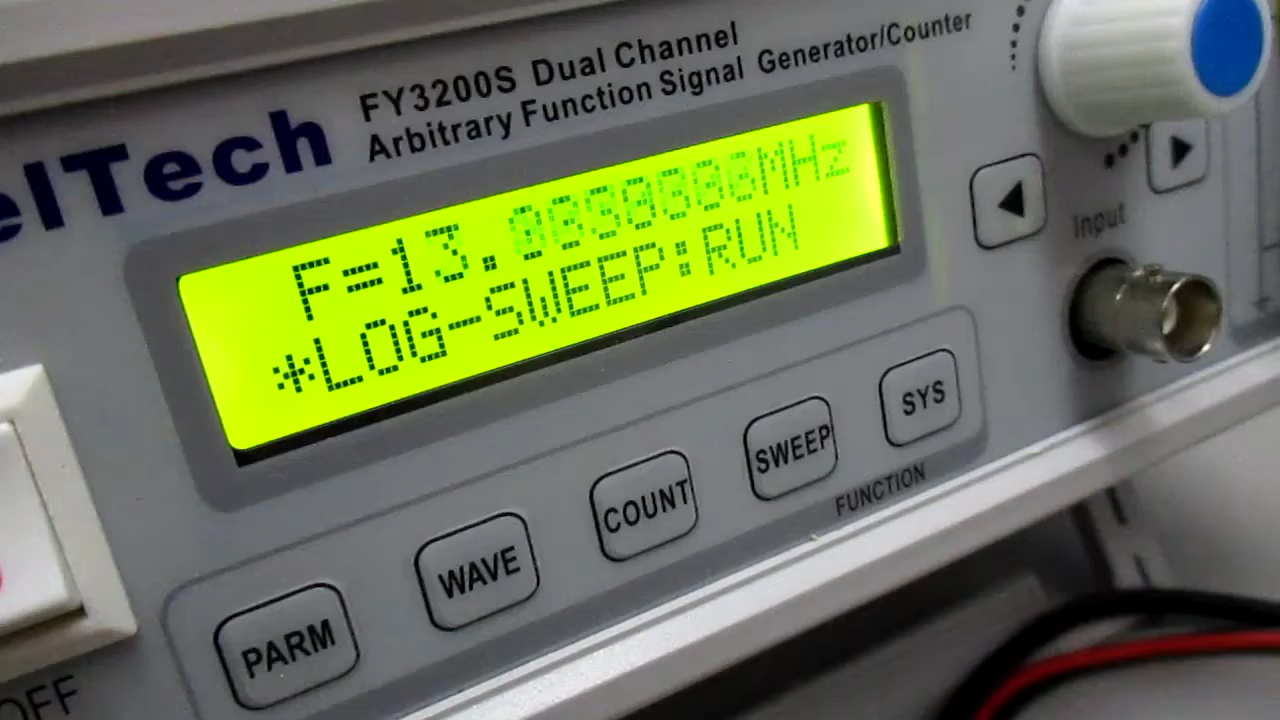 FY3200S Dual Channel
Arbitrary Function Signal Generator/Counter
elTech
F=13.
MHz
*LOG-SWEEP:RUN
Input
PARM
WAVE
COUNT
SWEEP
SYS
FUNCTION
OFF